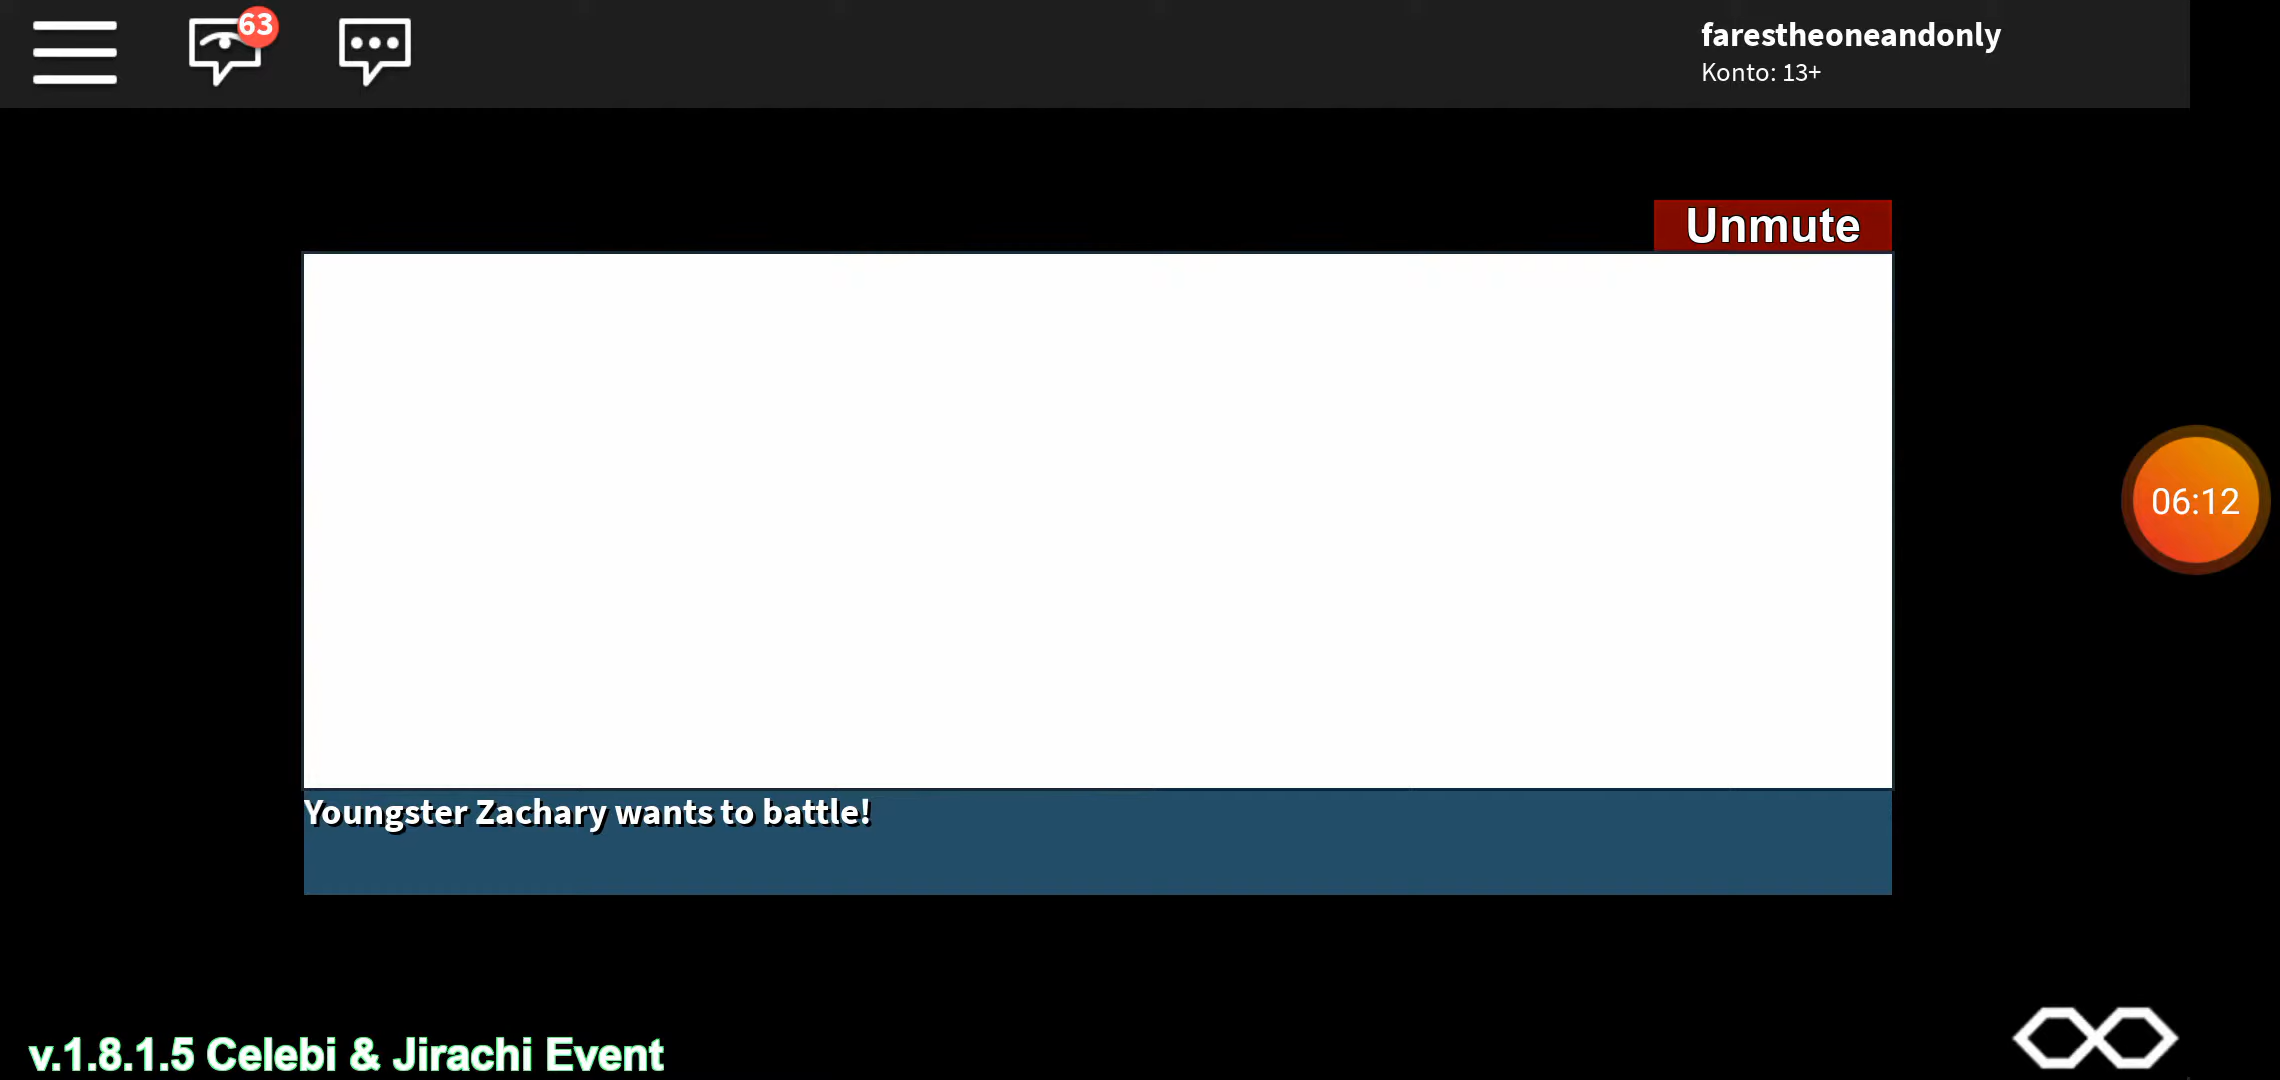 63
farestheoneandonly
Konto: 13+
Unmute
06:12
Youngster Zachary wants to battle!
v.1.8.1.5 Celebi & Jirachi Event